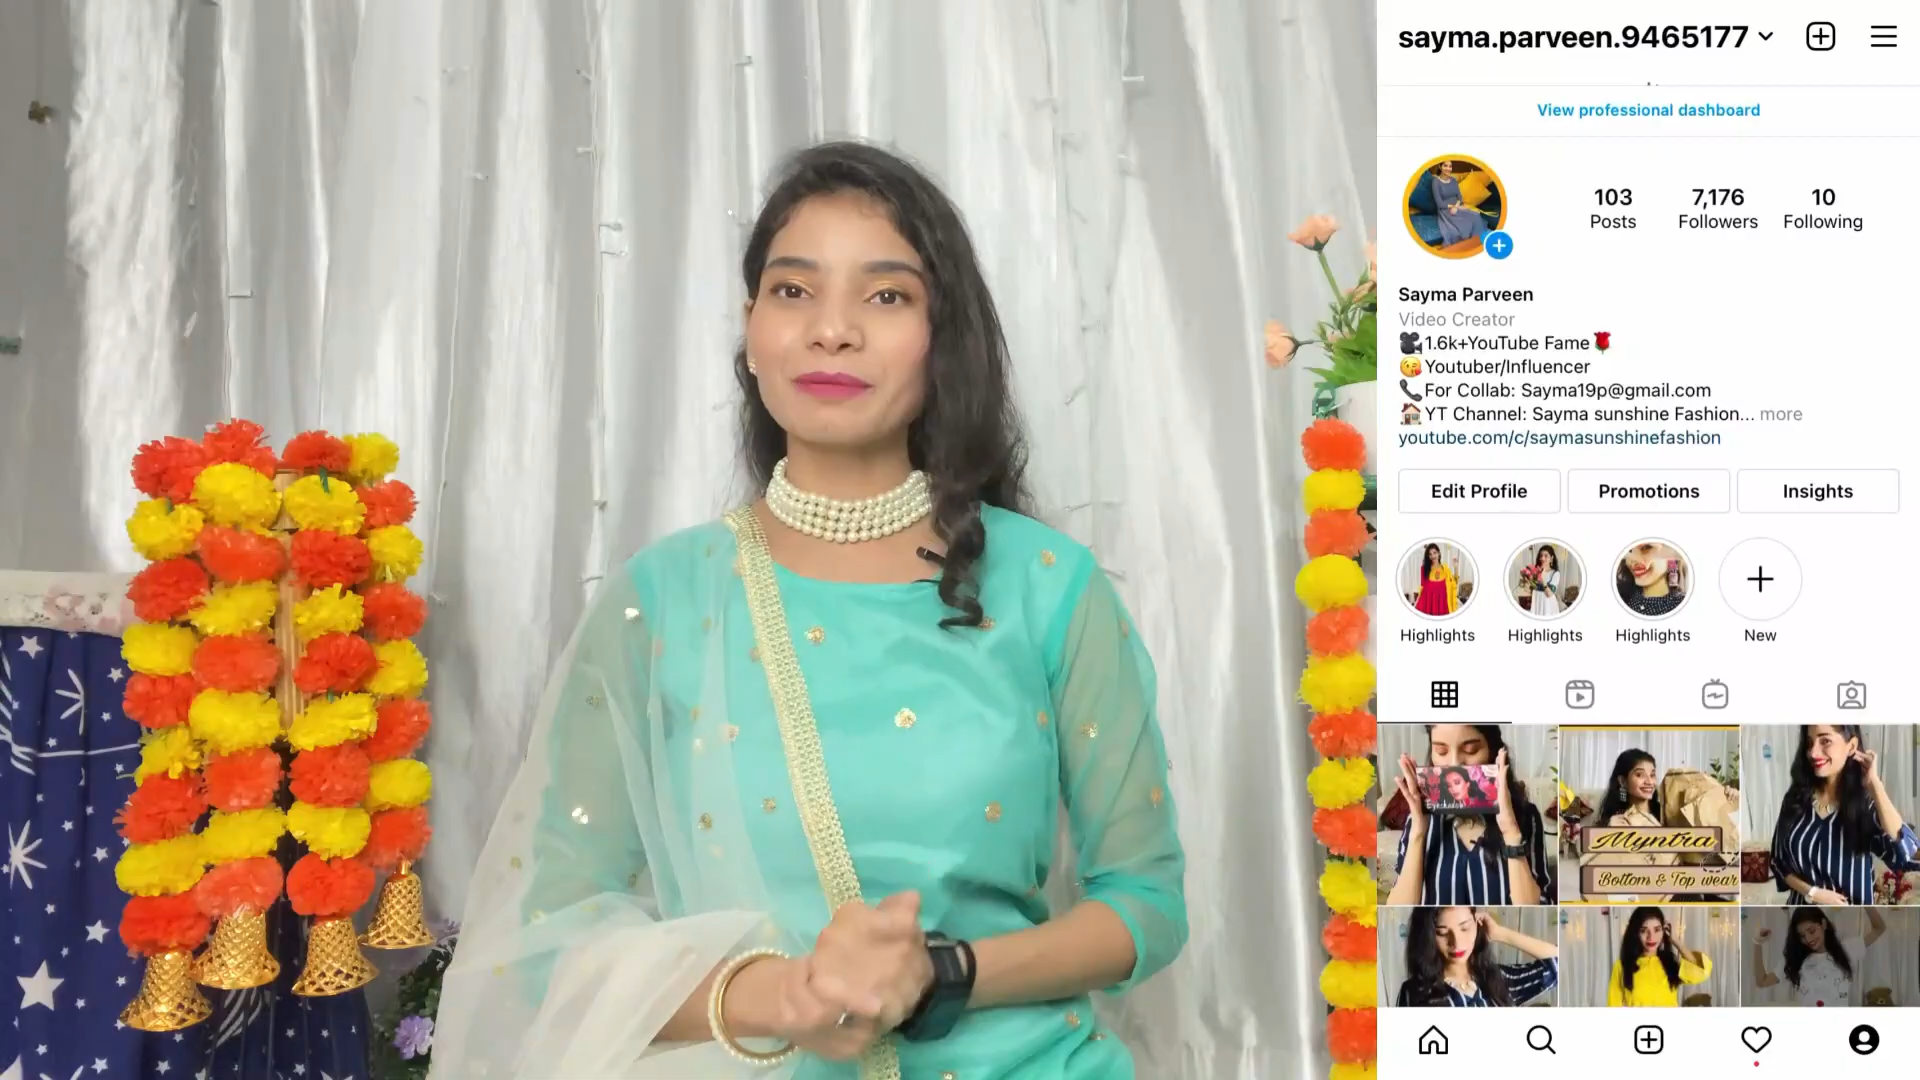 sayma.parveen.9465177
View professional dashboard
103 7,176 10
Posts Followers Following
Sayma Parveen
Video Creator
🎥1.6k+YouTube Fame🌹
😘Youtuber/Influencer
📞For Collab: Sayma19p@gmail.com
🏠YT Channel: Sayma sunshine Fashion... more
youtube.com/c/saymasunshinefashion
Edit Profile Promotions Insights
Highlights Highlights Highlights New
Eyeshadow
Myntra
Bottom & Top wear